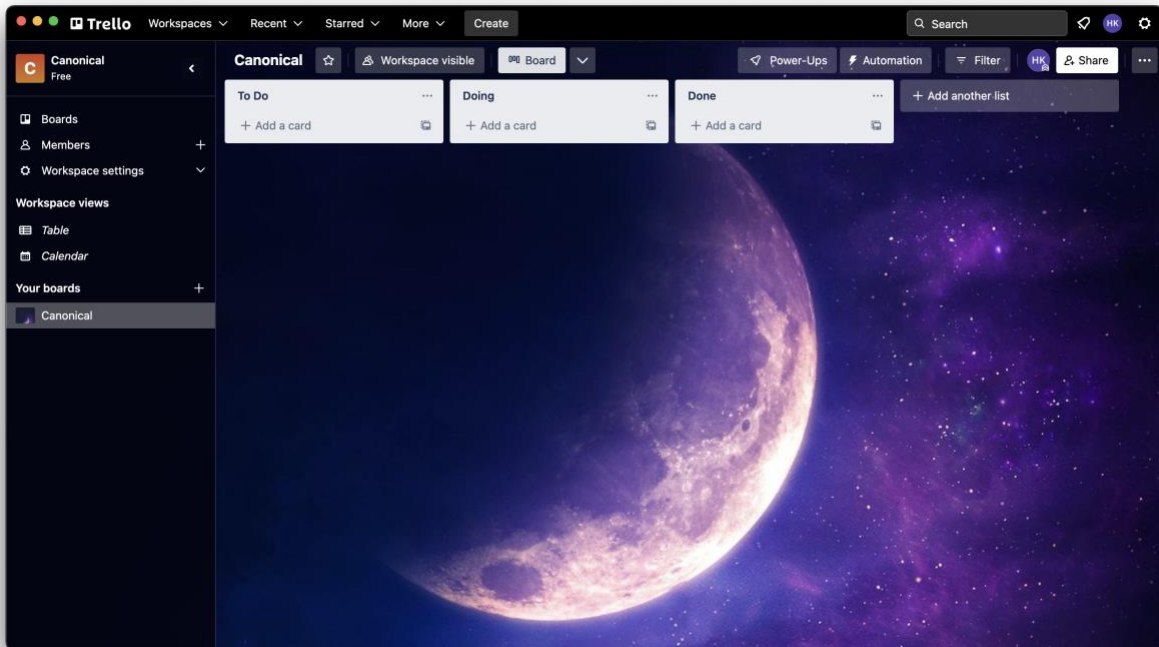 Trello Workspaces Recent Starred More Create Search HK
C Canonical
Free
Boards
Members
Workspace settings
Workspace views
Table
Calendar
Your boards
Canonical
Canonical Workspace visible Board Power-Ups Automation Filter HK Share
To Do
+ Add a card
Doing
+ Add a card
Done
+ Add a card
+ Add another list